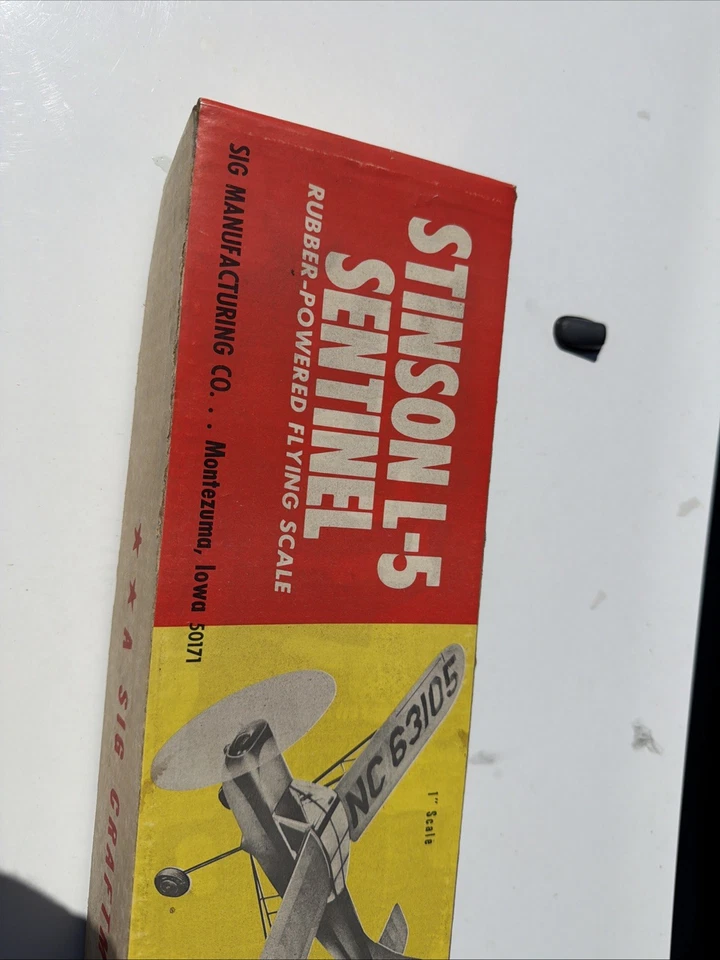 STINSON L-5
SENTINEL
RUBBER-POWERED FLYING SCALE
SIG MANUFACTURING CO. . . Montezuma, Iowa 50171
NC 63105
1" Scale
★ ★ A SIG